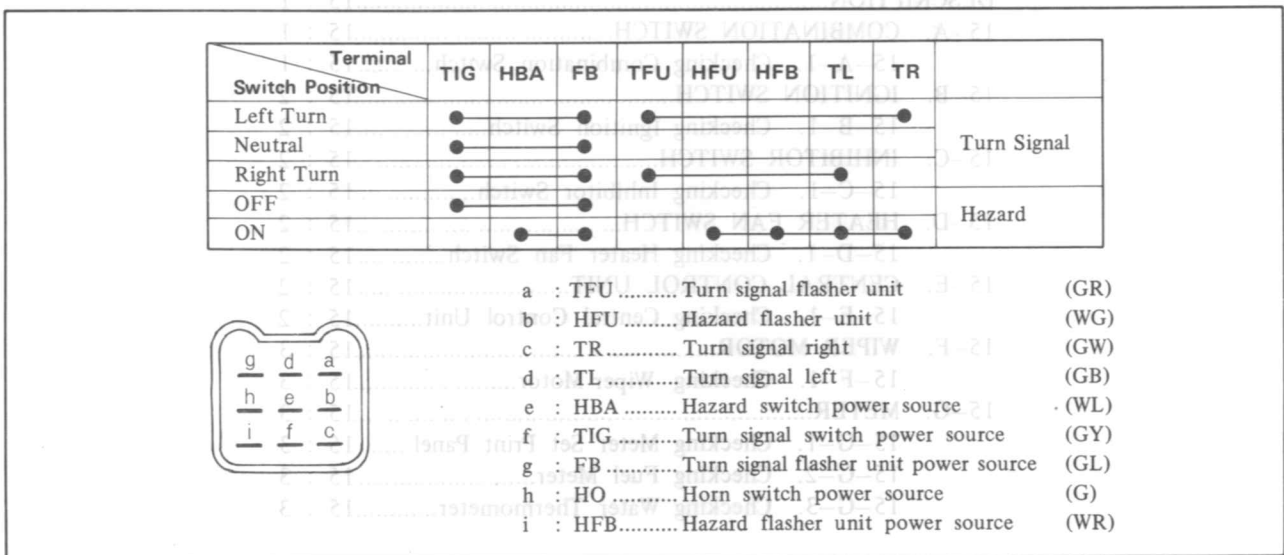 Terminal
Switch Position
TIG HBA FB TFU HFU HFB TL TR
Left Turn
Neutral
Right Turn
Turn Signal
OFF
ON
Hazard
a : TFU .......... Turn signal flasher unit (GR)
b : HFU .......... Hazard flasher unit (WG)
c : TR ............ Turn signal right (GW)
d : TL ............ Turn signal left (GB)
e : HBA ......... Hazard switch power source (WL)
f : TIG .......... Turn signal switch power source (GY)
g : FB ............ Turn signal flasher unit power source (GL)
h : HO ........... Horn switch power source (G)
i : HFB .......... Hazard flasher unit power source (WR)
g d a
h e b
i f c